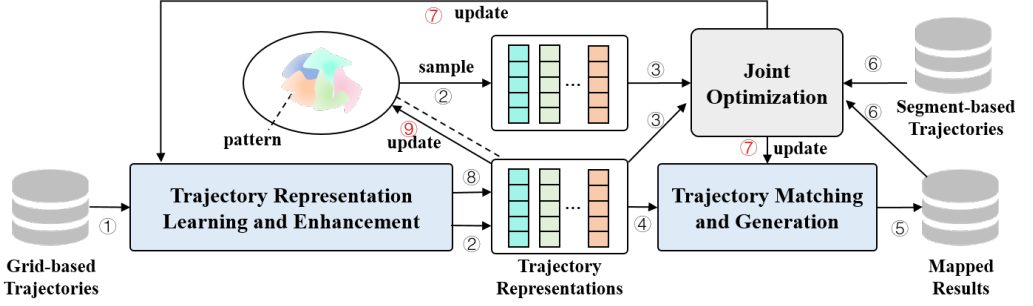 ⑦ update
sample
②
③
Joint
Optimization
⑥
Segment-based
Trajectories
pattern
⑨
update
③
⑥
⑦ update
①
Trajectory Representation
Learning and Enhancement
⑧
②
...
...
④
Trajectory Matching
and Generation
⑤
Grid-based
Trajectories
Trajectory
Representations
Mapped
Results